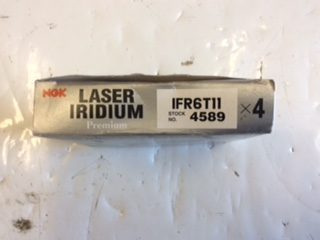 NGK LASER IRIDIUM
Premium
IFR6T11
STOCK NO. 4589
×4